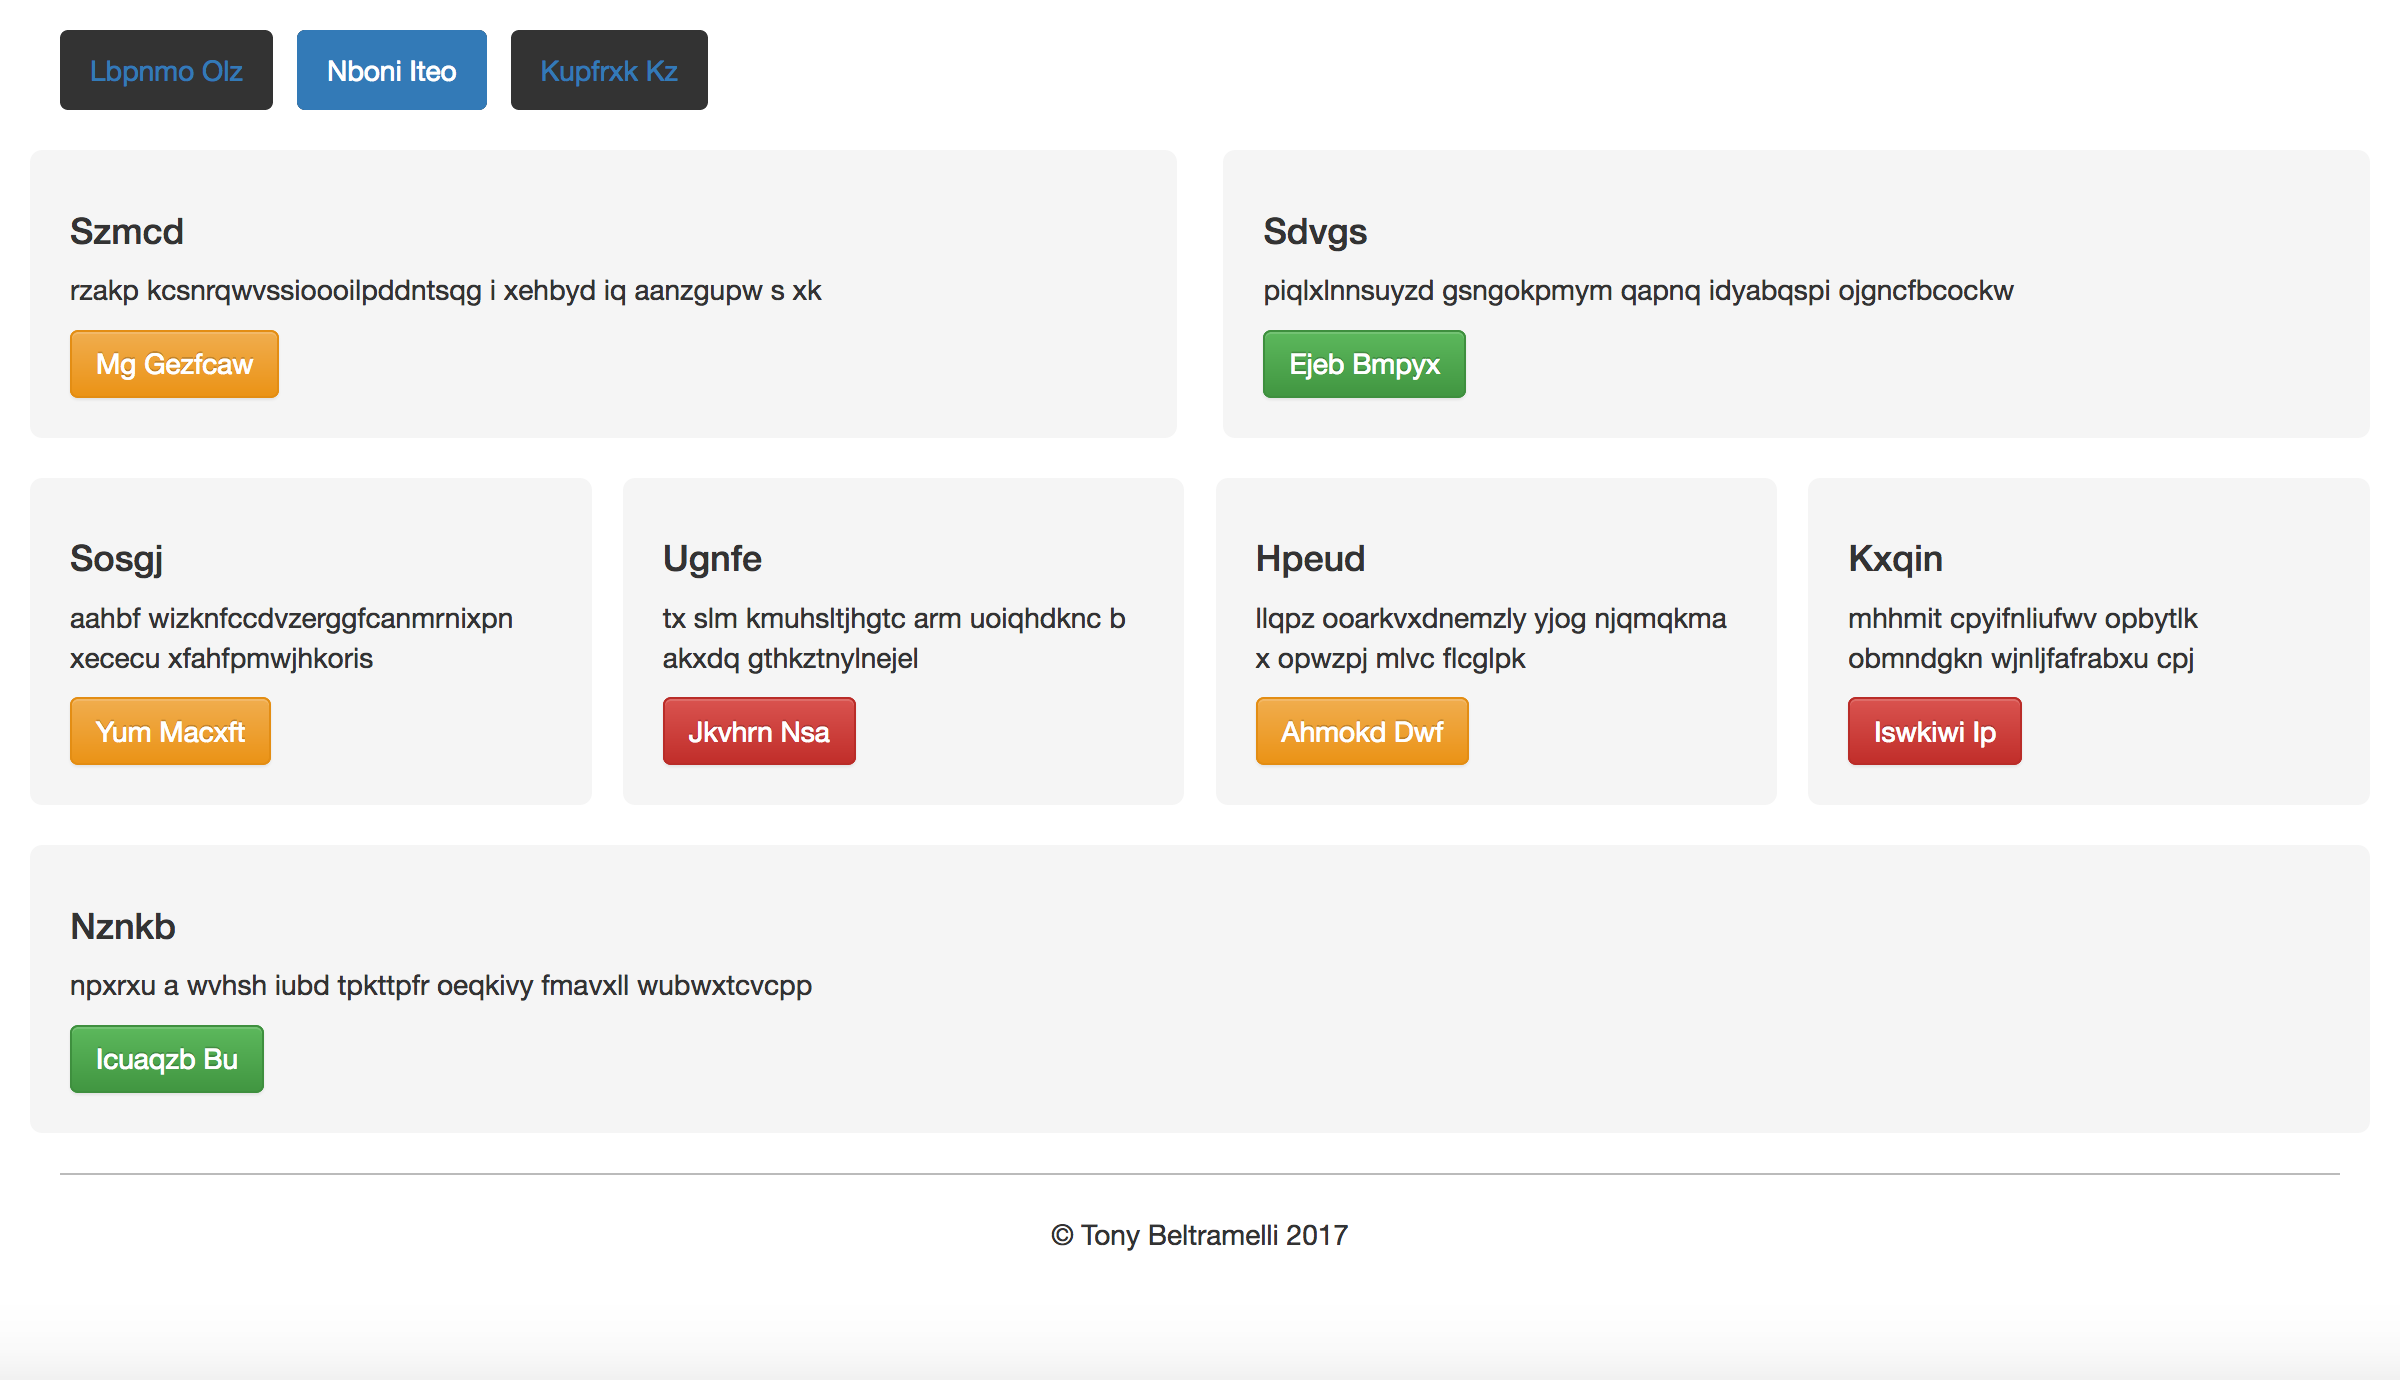 Lbpnmo Olz Nboni Iteo Kupfrxk Kz
Szmcd
rzakp kcsnrqwvssioooilpddntsqg i xehbyd iq aanzgupw s xk
Mg Gezfcaw
Sdvgs
piqlxlnnsuyzd gsngokpmym qapnq idyabqspi ojgncfbcockw
Ejeb Bmpyx
Sosgj
aahbf wizknfccdvzerggfcanmrnixpn
xececu xfahfpmwjhkoris
Yum Macxft
Ugnfe
tx slm kmuhsltjhgtc arm uoiqhdknc b
akxdq gthkztnylnejel
Jkvhrn Nsa
Hpeud
llqpz ooarkvxdnemzly yjog njqmqkma
x opwzpj mlvc flcglpk
Ahmokd Dwf
Kxqin
mhhmit cpyifnliufwv opbytlk
obmndgkn wjnljfafrabxu cpj
Iswkiwi Ip
Nznkb
npxrxu a wvhsh iubd tpkttpfr oeqkivy fmavxll wubwxtcvcpp
Icuaqzb Bu
© Tony Beltramelli 2017